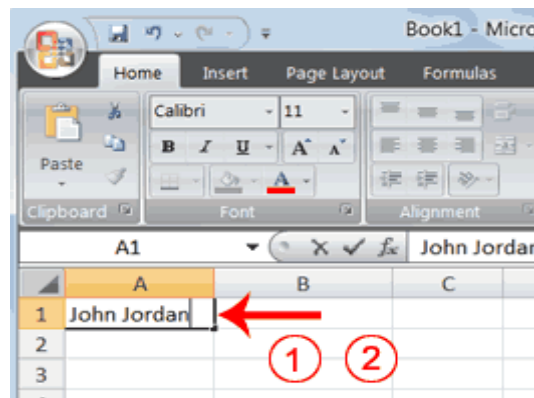 Book1 - Micro
Home Insert Page Layout Formulas
Calibri 11
B I U A A
Paste
A
Clipboard Font Alignment
A1 fx John Jordan
A B C
1 John Jordan
2 1 2
3